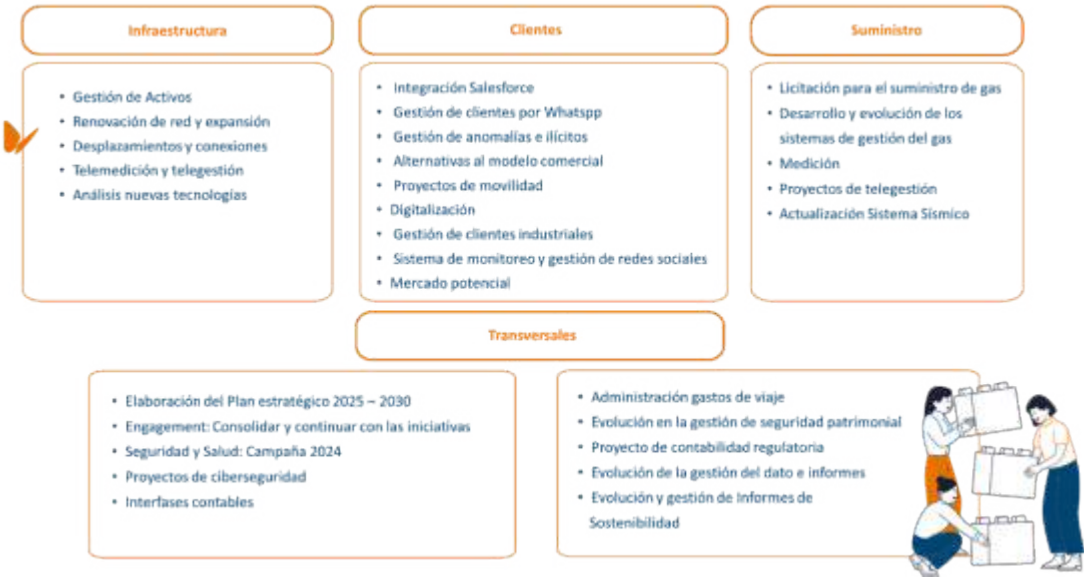 Infraestructura
• Gestión de Activos
• Renovación de red y expansión
• Desplazamientos y conexiones
• Telemedición y telegestión
• Análisis nuevas tecnologías
Clientes
• Integración Salesforce
• Gestión de clientes por Whatspp
• Gestión de anomalías e ilícitos
• Alternativas al modelo comercial
• Proyectos de movilidad
• Digitalización
• Gestión de clientes industriales
• Sistema de monitoreo y gestión de redes sociales
• Mercado potencial
Suministro
• Licitación para el suministro de gas
• Desarrollo y evolución de los
sistemas de gestión del gas
• Medición
• Proyectos de telegestión
• Actualización Sistema Sísmico
Transversales
• Elaboración del Plan estratégico 2025 – 2030
• Engagement: Consolidar y continuar con las iniciativas
• Seguridad y Salud: Campaña 2024
• Proyectos de ciberseguridad
• Interfases contables
• Administración gastos de viaje
• Evolución en la gestión de seguridad patrimonial
• Proyecto de contabilidad regulatoria
• Evolución de la gestión del dato e informes
• Evolución y gestión de Informes de
Sostenibilidad